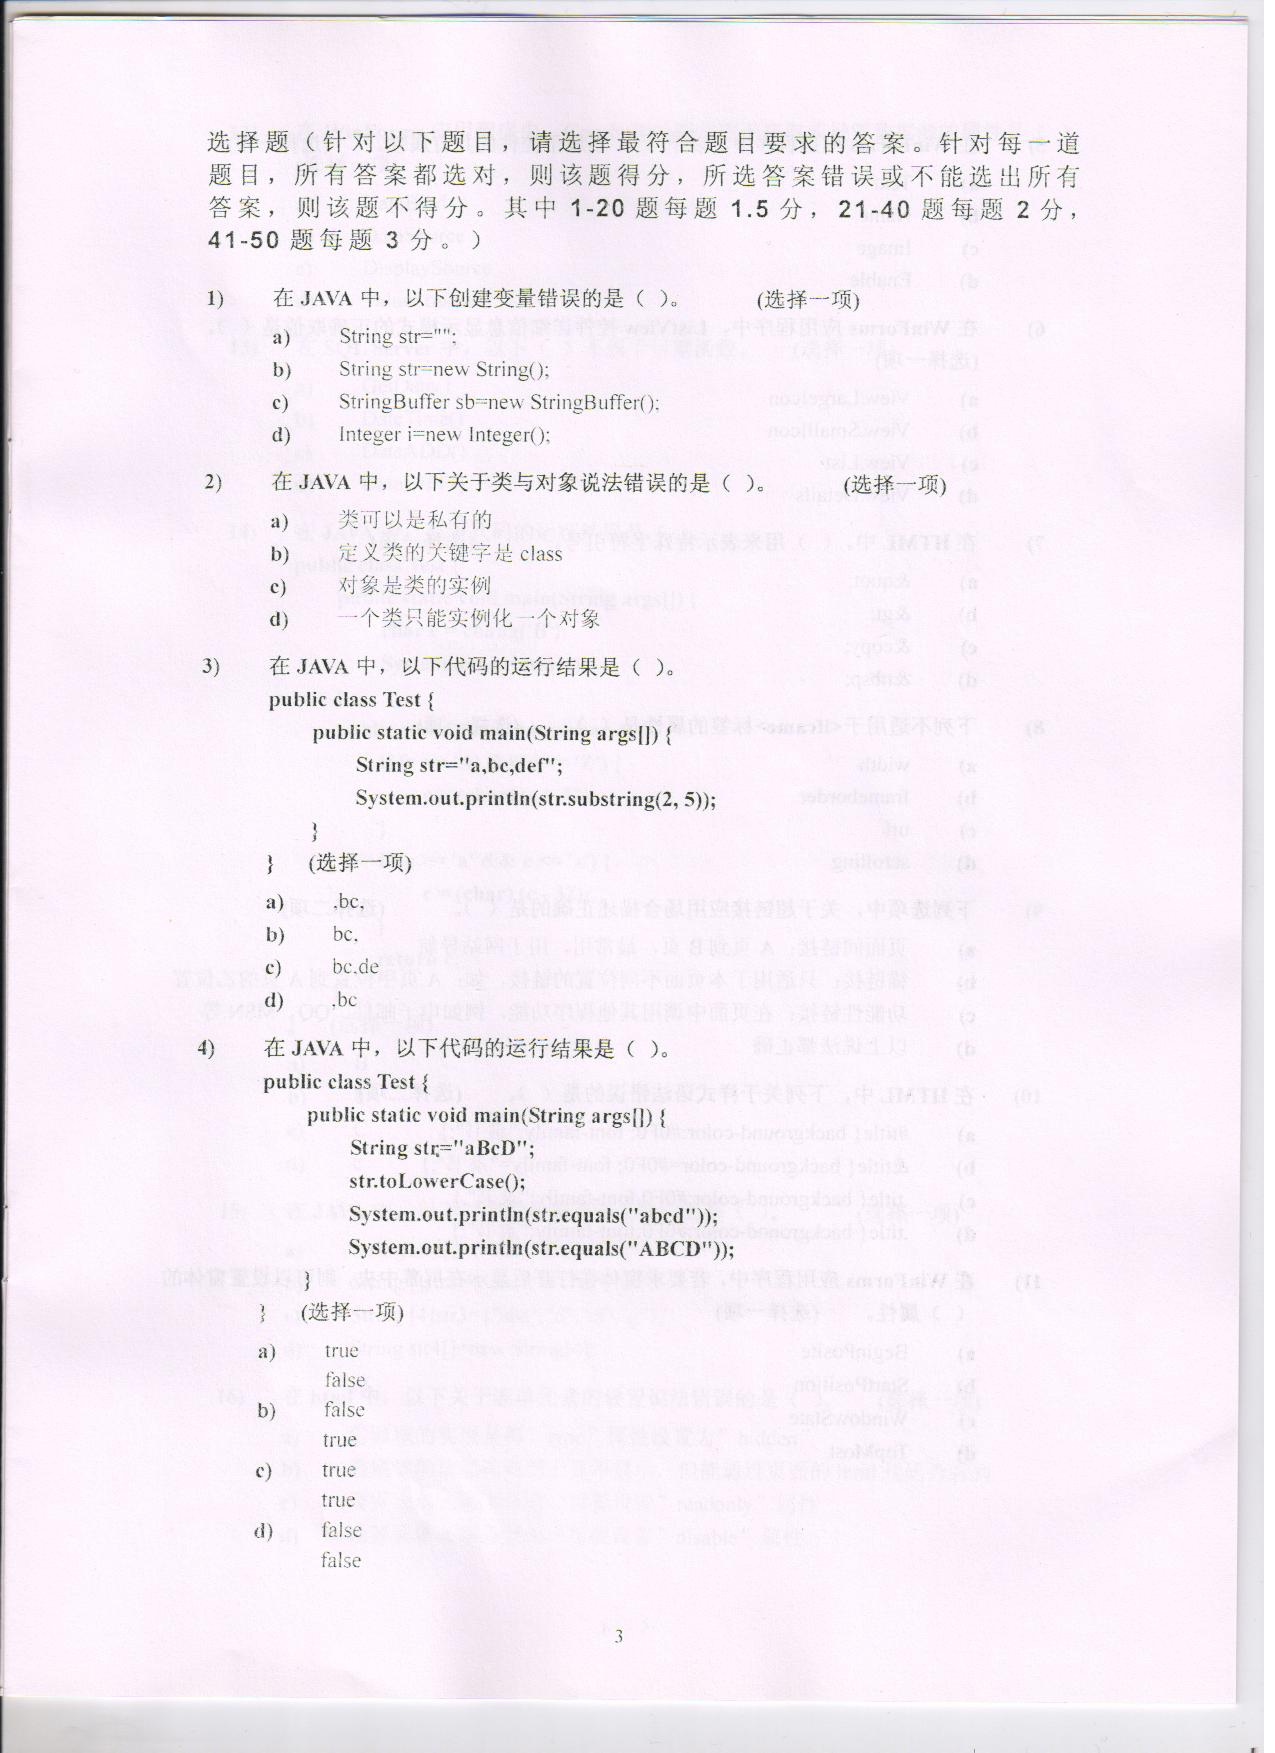 选择题（针对以下题目，请选择最符合题目要求的答案。针对每一道
题目，所有答案都选对，则该题得分，所选答案错误或不能选出所有
答案，则该题不得分。其中 1-20 题每题 1.5 分，21-40 题每题 2 分，
41-50 题每题 3 分。）
1) 在 JAVA 中，以下创建变量错误的是（ ）。 (选择一项)
a) String str="";
b) String str=new String();
c) StringBuffer sb=new StringBuffer();
d) Integer i=new Integer();
2) 在 JAVA 中，以下关于类与对象说法错误的是（ ）。 (选择一项)
a) 类可以是私有的
b) 定义类的关键字是 class
c) 对象是类的实例
d) 一个类只能实例化一个对象
3) 在 JAVA 中，以下代码的运行结果是（ ）。
public class Test {
public static void main(String args[]) {
String str="a,bc,def";
System.out.println(str.substring(2, 5));
}
} (选择一项)
a) ,bc,
b) bc,
c) bc,de
d) ,bc
4) 在 JAVA 中，以下代码的运行结果是（ ）。
public class Test {
public static void main(String args[]) {
String str="aBcD";
str.toLowerCase();
System.out.println(str.equals("abcd"));
System.out.println(str.equals("ABCD"));
}
} (选择一项)
a) true
false
b) false
true
c) true
true
d) false
false
3